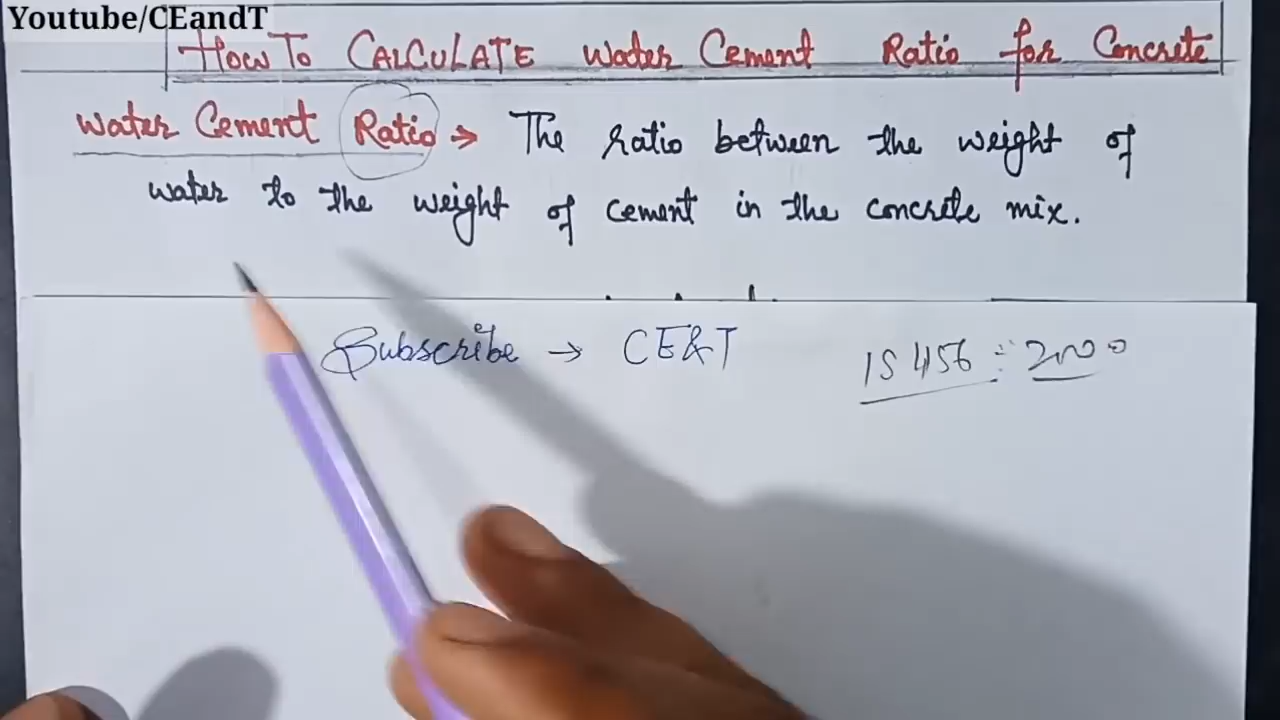 Youtube/CEandT
How To CALCULATE Water Cement Ratio for Concrete
Water Cement Ratio → The ratio between the weight of
water to the weight of cement in the concrete mix.
Subscribe → CE&T
IS 456 : 2000